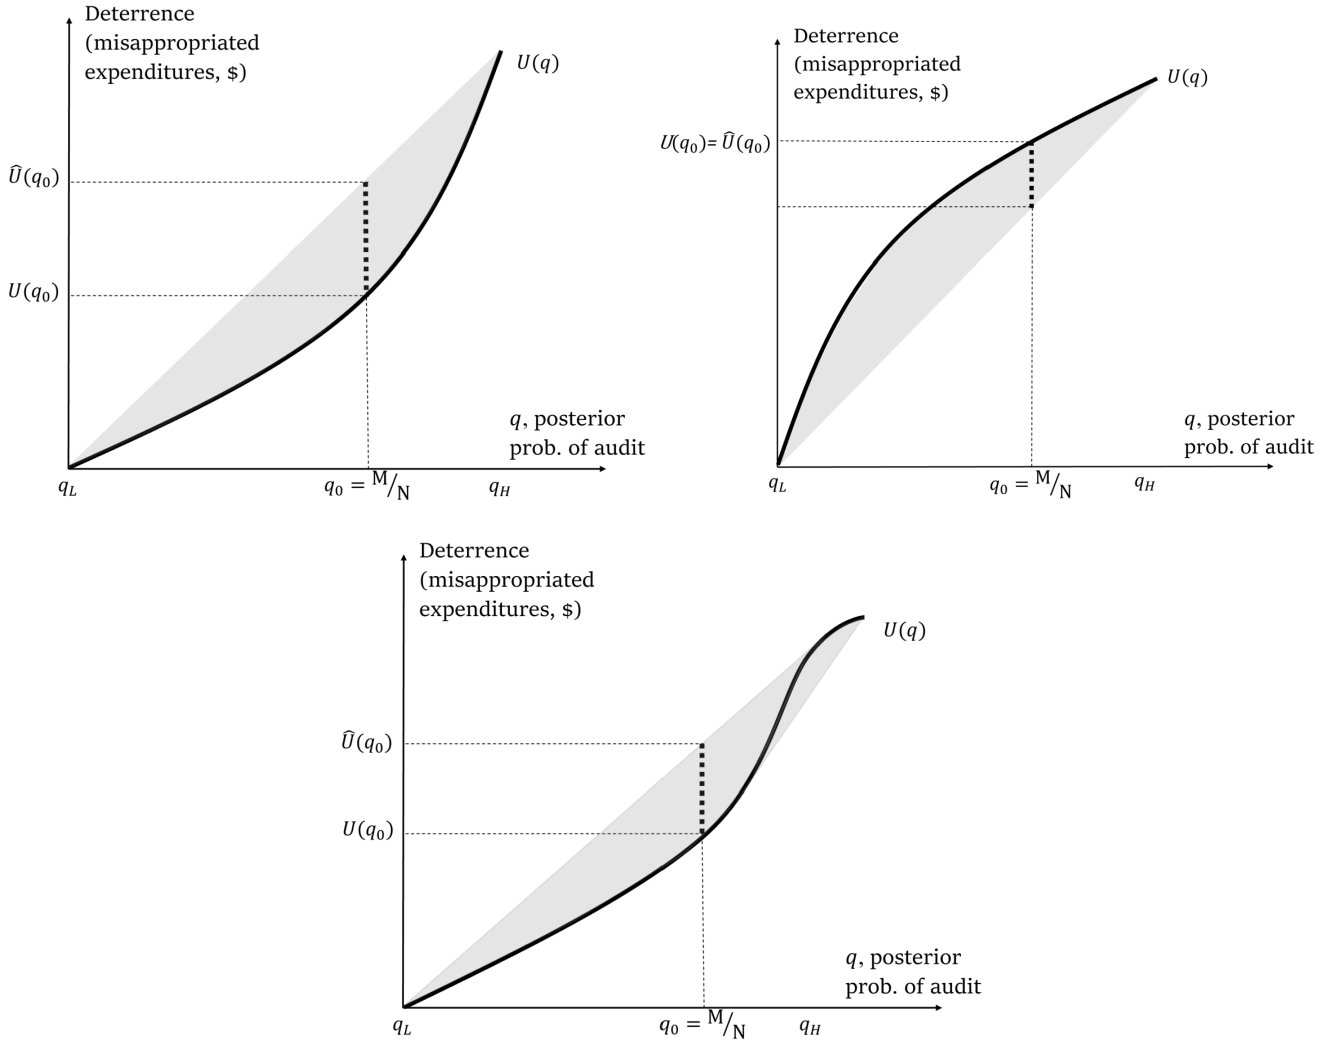 Deterrence
(misappropriated
expenditures, $)
U(q)
Û(q₀)
U(q₀)
q, posterior
prob. of audit
q_L
q₀ = M/N
q_H
Deterrence
(misappropriated
expenditures, $)
U(q)
U(q₀)= Û(q₀)
q, posterior
prob. of audit
q_L
q₀ = M/N
q_H
Deterrence
(misappropriated
expenditures, $)
U(q)
Û(q₀)
U(q₀)
q, posterior
prob. of audit
q_L
q₀ = M/N
q_H